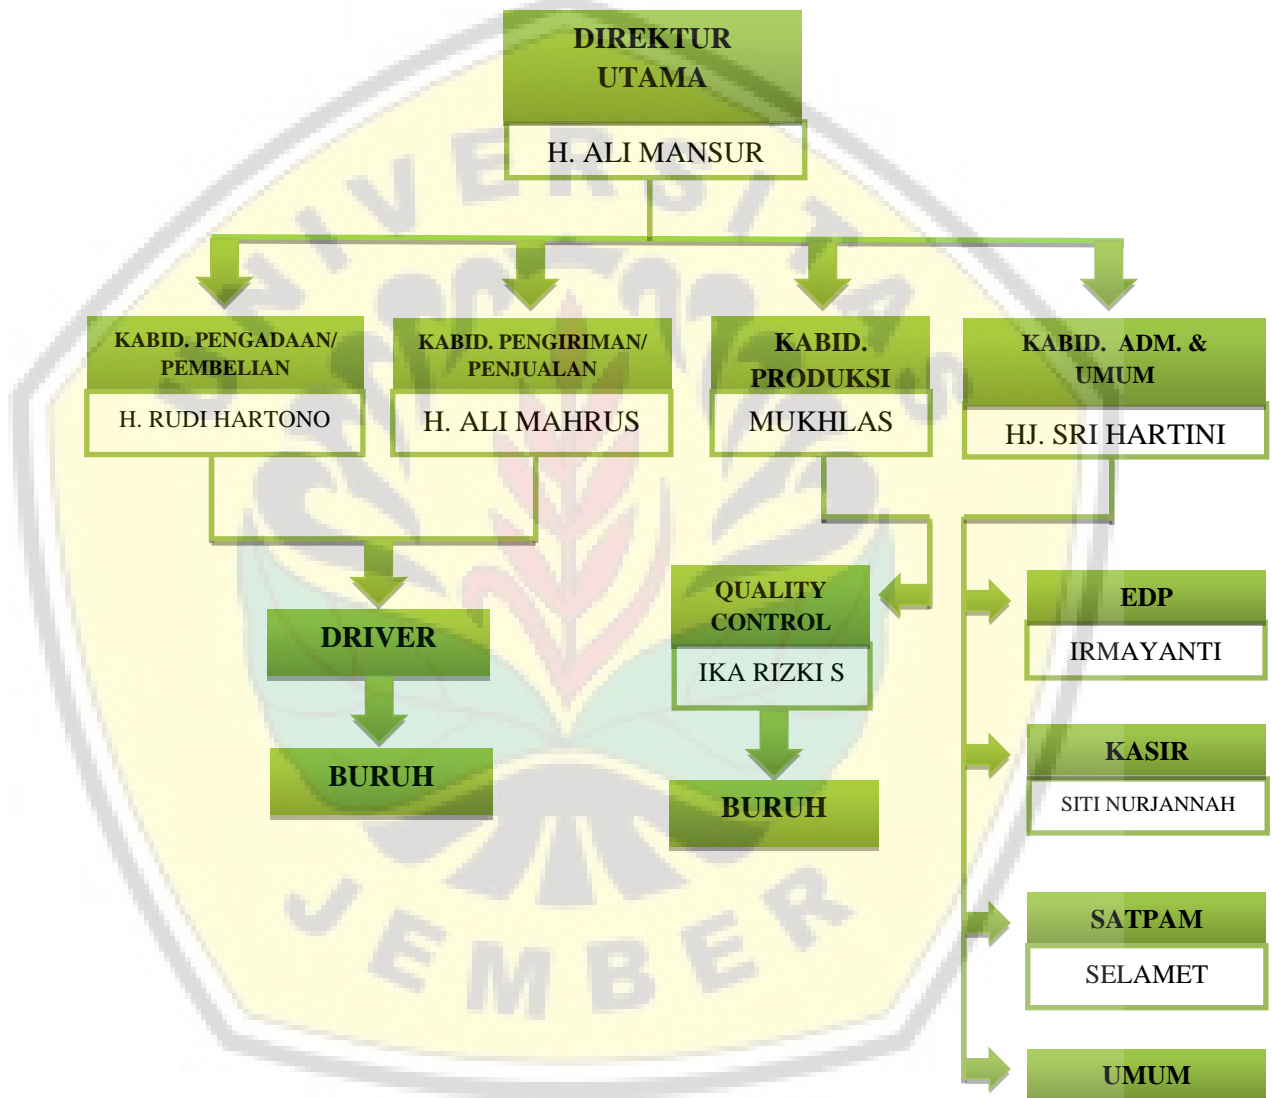 DIREKTUR
UTAMA
H. ALI MANSUR
KABID. PENGADAAN/
PEMBELIAN
H. RUDI HARTONO
KABID. PENGIRIMAN/
PENJUALAN
H. ALI MAHRUS
KABID.
PRODUKSI
MUKHLAS
KABID. ADM. &
UMUM
HJ. SRI HARTINI
DRIVER
BURUH
QUALITY
CONTROL
IKA RIZKI S
BURUH
EDP
IRMAYANTI
KASIR
SITI NURJANNAH
SATPAM
SELAMET
UMUM
UNIVERSITAS
JEMBER